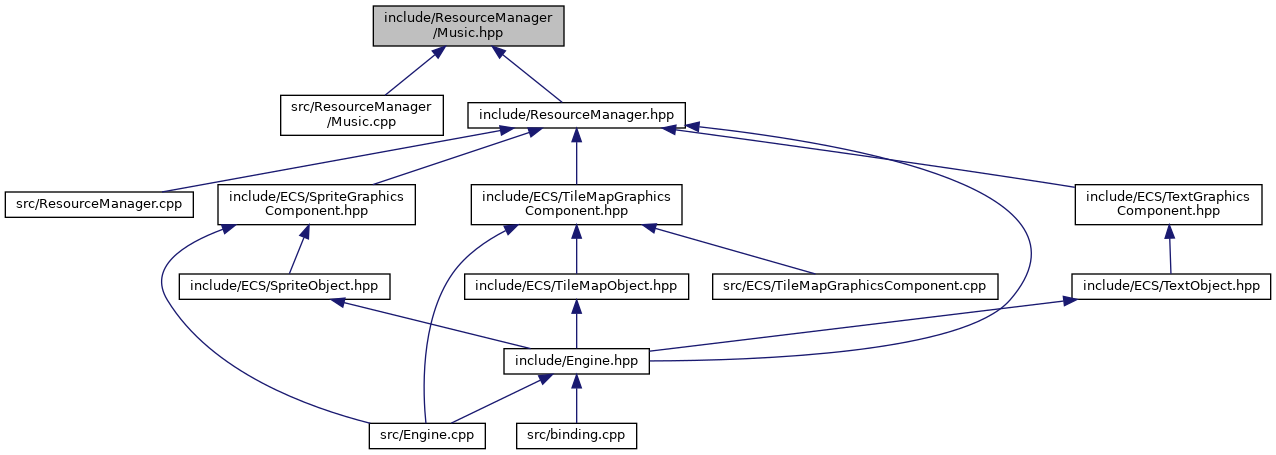 include/ResourceManager
/Music.hpp
src/ResourceManager
/Music.cpp
include/ResourceManager.hpp
src/ResourceManager.cpp
include/ECS/SpriteGraphics
Component.hpp
include/ECS/TileMapGraphics
Component.hpp
include/ECS/TextGraphics
Component.hpp
include/ECS/SpriteObject.hpp
include/ECS/TileMapObject.hpp
src/ECS/TileMapGraphicsComponent.cpp
include/ECS/TextObject.hpp
include/Engine.hpp
src/Engine.cpp
src/binding.cpp